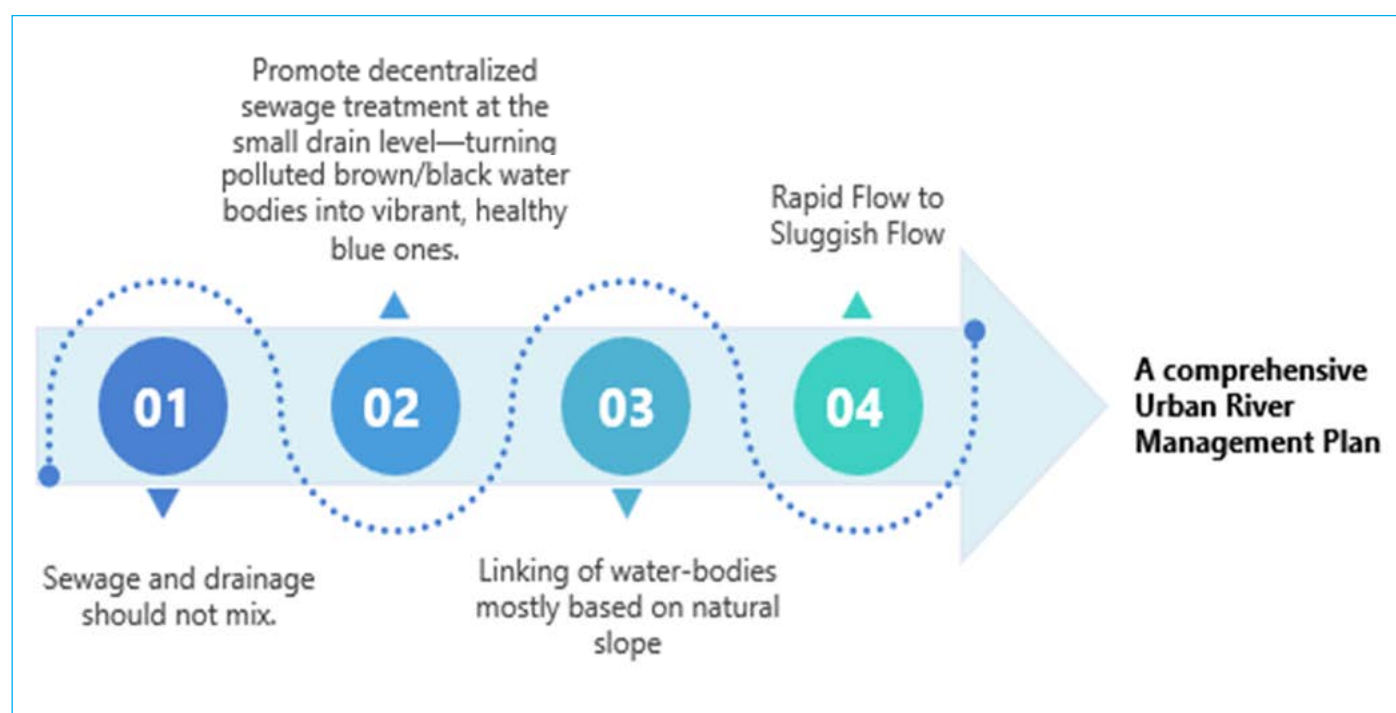 Promote decentralized
sewage treatment at the
small drain level—turning
polluted brown/black water
bodies into vibrant, healthy
blue ones.
Rapid Flow to
Sluggish Flow
01
02
03
04
A comprehensive
Urban River
Management Plan
Sewage and drainage
should not mix.
Linking of water-bodies
mostly based on natural
slope